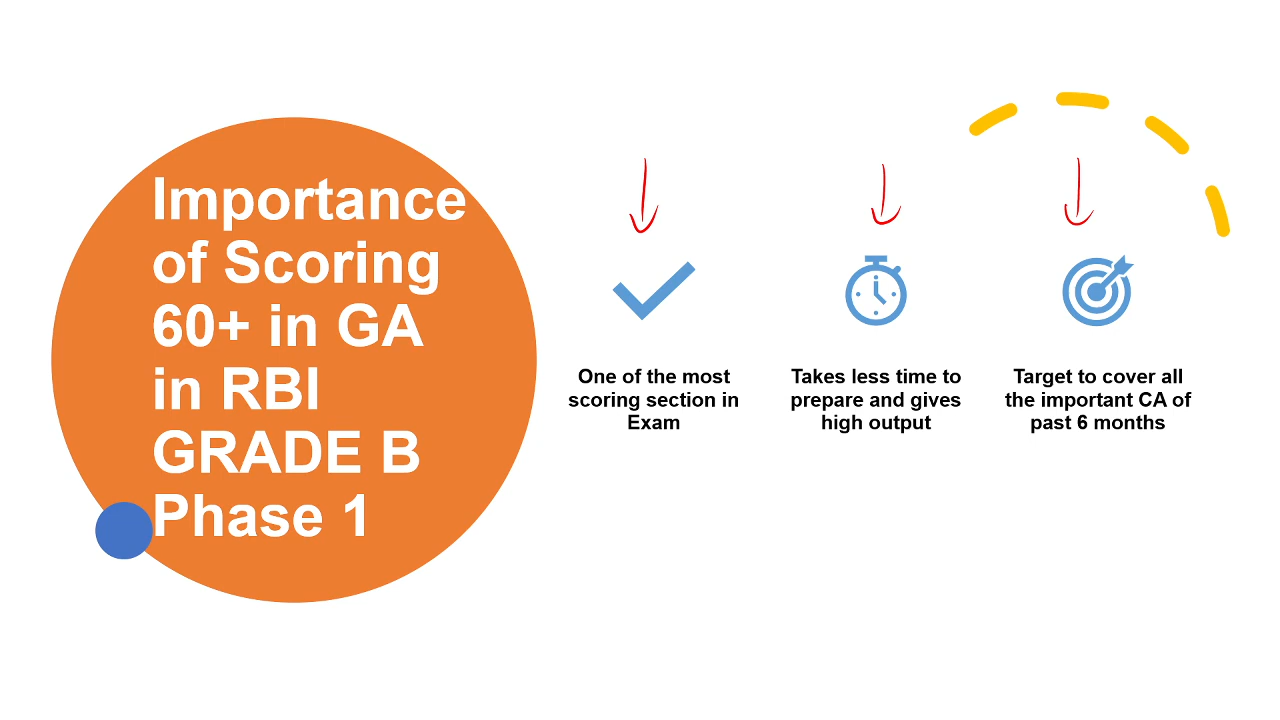 Importance
of Scoring
60+ in GA
in RBI
GRADE B
Phase 1
One of the most
scoring section in
Exam
Takes less time to
prepare and gives
high output
Target to cover all
the important CA of
past 6 months